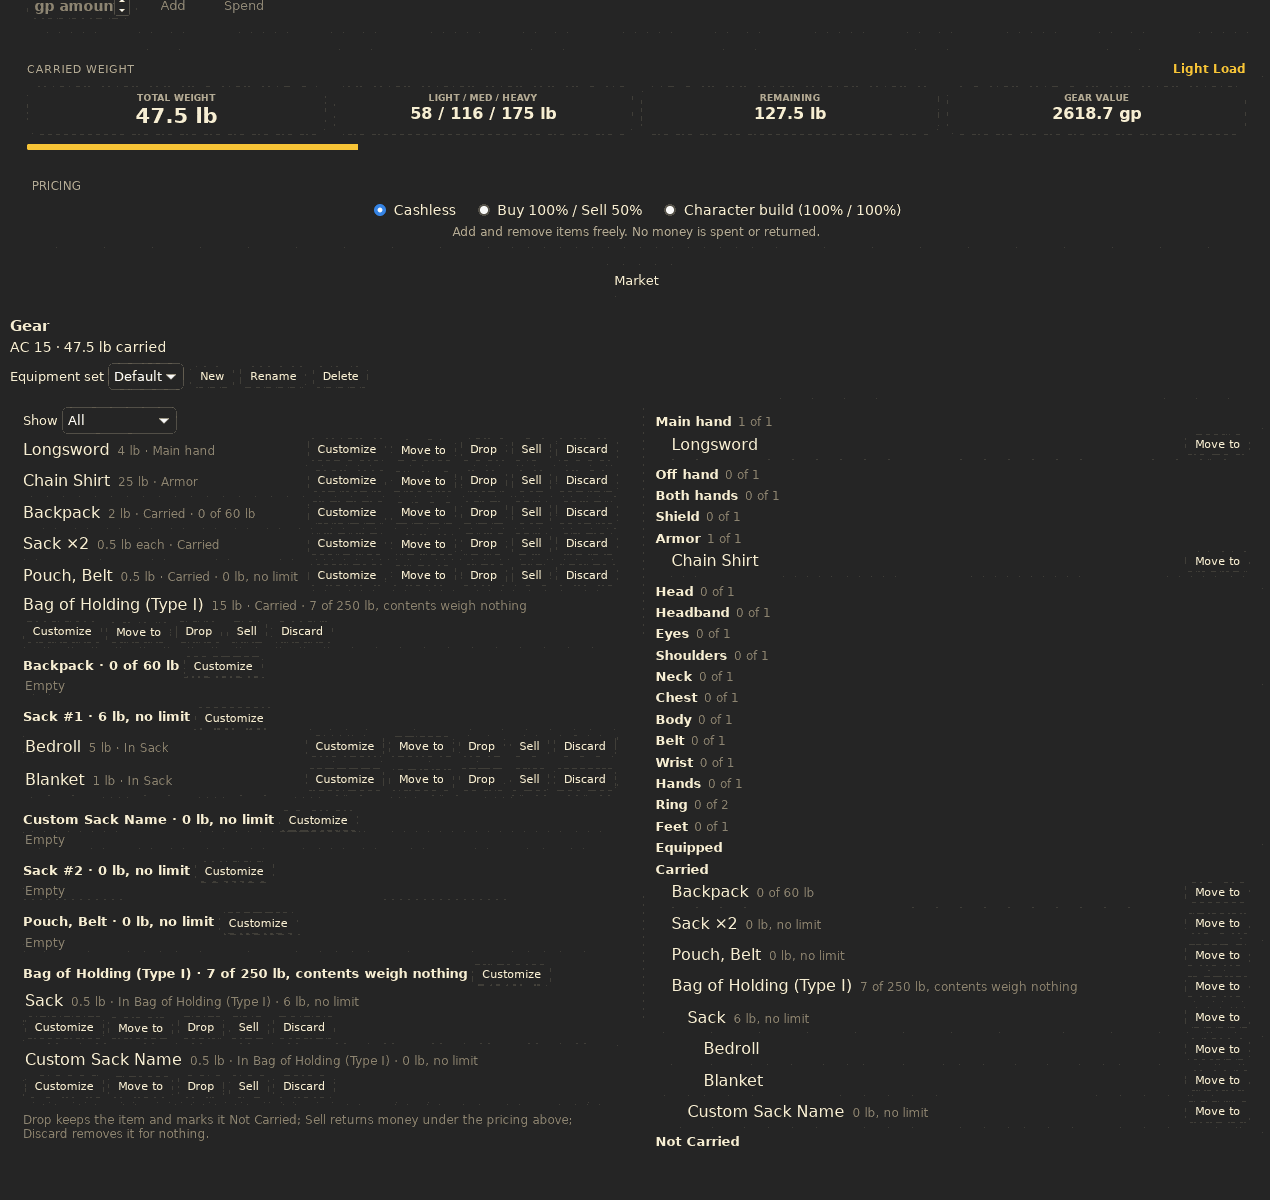 gp amoun Add Spend
CARRIED WEIGHT Light Load
TOTAL WEIGHT LIGHT / MED / HEAVY REMAINING GEAR VALUE
47.5 lb 58 / 116 / 175 lb 127.5 lb 2618.7 gp
PRICING
Cashless Buy 100% / Sell 50% Character build (100% / 100%)
Add and remove items freely. No money is spent or returned.
Market
Gear
AC 15 · 47.5 lb carried
Equipment set Default New Rename Delete
Show All
Longsword 4 lb · Main hand Customize Move to Drop Sell Discard
Chain Shirt 25 lb · Armor Customize Move to Drop Sell Discard
Backpack 2 lb · Carried · 0 of 60 lb Customize Move to Drop Sell Discard
Sack ×2 0.5 lb each · Carried Customize Move to Drop Sell Discard
Pouch, Belt 0.5 lb · Carried · 0 lb, no limit Customize Move to Drop Sell Discard
Bag of Holding (Type I) 15 lb · Carried · 7 of 250 lb, contents weigh nothing
Customize Move to Drop Sell Discard
Backpack · 0 of 60 lb Customize
Empty
Sack #1 · 6 lb, no limit Customize
Bedroll 5 lb · In Sack Customize Move to Drop Sell Discard
Blanket 1 lb · In Sack Customize Move to Drop Sell Discard
Custom Sack Name · 0 lb, no limit Customize
Empty
Sack #2 · 0 lb, no limit Customize
Empty
Pouch, Belt · 0 lb, no limit Customize
Empty
Bag of Holding (Type I) · 7 of 250 lb, contents weigh nothing Customize
Sack 0.5 lb · In Bag of Holding (Type I) · 6 lb, no limit
Customize Move to Drop Sell Discard
Custom Sack Name 0.5 lb · In Bag of Holding (Type I) · 0 lb, no limit
Customize Move to Drop Sell Discard
Drop keeps the item and marks it Not Carried; Sell returns money under the pricing above;
Discard removes it for nothing.
Main hand 1 of 1
Longsword Move to
Off hand 0 of 1
Both hands 0 of 1
Shield 0 of 1
Armor 1 of 1
Chain Shirt Move to
Head 0 of 1
Headband 0 of 1
Eyes 0 of 1
Shoulders 0 of 1
Neck 0 of 1
Chest 0 of 1
Body 0 of 1
Belt 0 of 1
Wrist 0 of 1
Hands 0 of 1
Ring 0 of 2
Feet 0 of 1
Equipped
Carried
Backpack 0 of 60 lb Move to
Sack ×2 0 lb, no limit Move to
Pouch, Belt 0 lb, no limit Move to
Bag of Holding (Type I) 7 of 250 lb, contents weigh nothing Move to
Sack 6 lb, no limit Move to
Bedroll Move to
Blanket Move to
Custom Sack Name 0 lb, no limit Move to
Not Carried